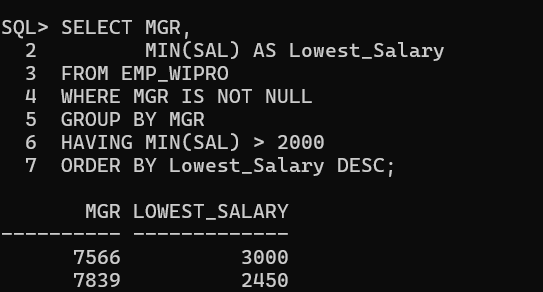 SQL> SELECT MGR,
  2         MIN(SAL) AS Lowest_Salary
  3  FROM EMP_WIPRO
  4  WHERE MGR IS NOT NULL
  5  GROUP BY MGR
  6  HAVING MIN(SAL) > 2000
  7  ORDER BY Lowest_Salary DESC;

       MGR LOWEST_SALARY
---------- -------------
      7566          3000
      7839          2450